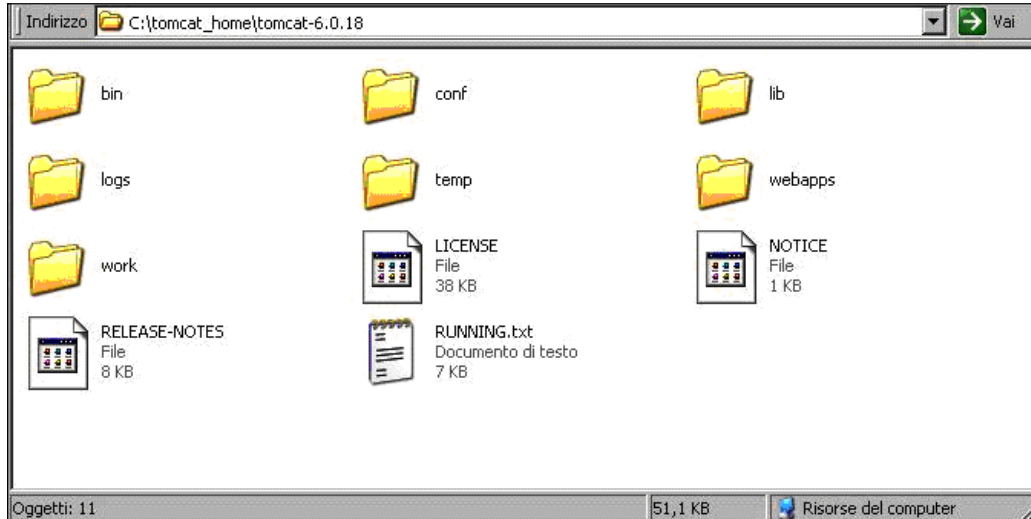 Indirizzo C:\tomcat_home\tomcat-6.0.18 Vai
bin
conf
lib
logs
temp
webapps
work
LICENSE
File
38 KB
NOTICE
File
1 KB
RELEASE-NOTES
File
8 KB
RUNNING.txt
Documento di testo
7 KB
Oggetti: 11 51,1 KB Risorse del computer